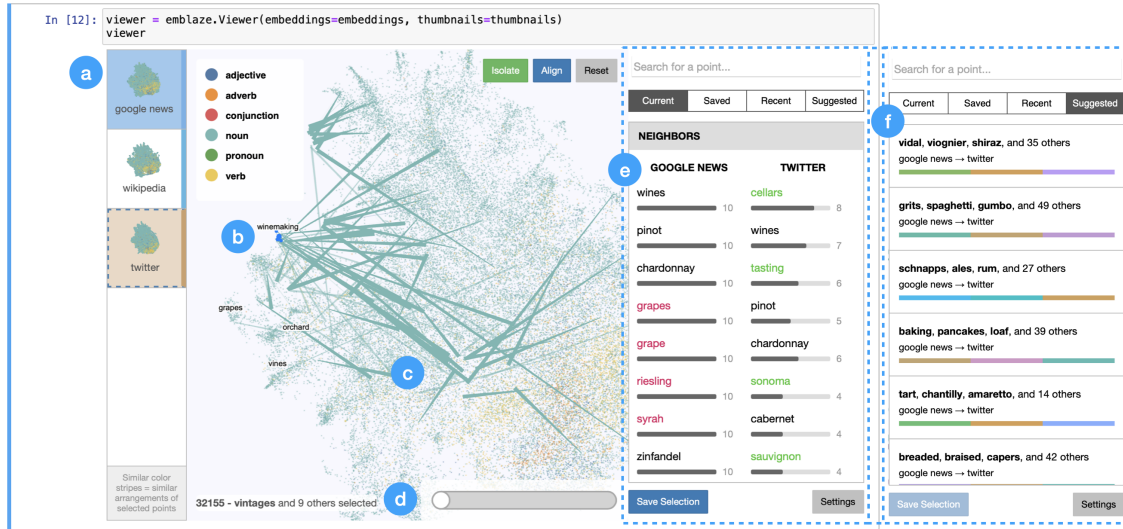 In [12]:
viewer = emblaze.Viewer(embeddings=embeddings, thumbnails=thumbnails)
viewer
a
google news
wikipedia
twitter
Similar color
stripes = similar
arrangements of
selected points
adjective
adverb
conjunction
noun
pronoun
verb
Isolate
Align
Reset
b
winemaking
grapes
orchard
vines
c
32155 - vintages and 9 others selected
d
Search for a point...
Current Saved Recent Suggested
NEIGHBORS
e
GOOGLE NEWS TWITTER
wines cellars
10 8
pinot wines
10 7
chardonnay tasting
10 6
grapes pinot
10 5
grape chardonnay
10 6
riesling sonoma
10 4
syrah cabernet
10 4
zinfandel sauvignon
10 4
Save Selection
Settings
Search for a point...
Current Saved Recent Suggested
f
vidal, viognier, shiraz, and 35 others
google news → twitter
grits, spaghetti, gumbo, and 49 others
google news → twitter
schnapps, ales, rum, and 27 others
google news → twitter
baking, pancakes, loaf, and 39 others
google news → twitter
tart, chantilly, amaretto, and 14 others
google news → twitter
breaded, braised, capers, and 42 others
google news → twitter
Save Selection
Settings